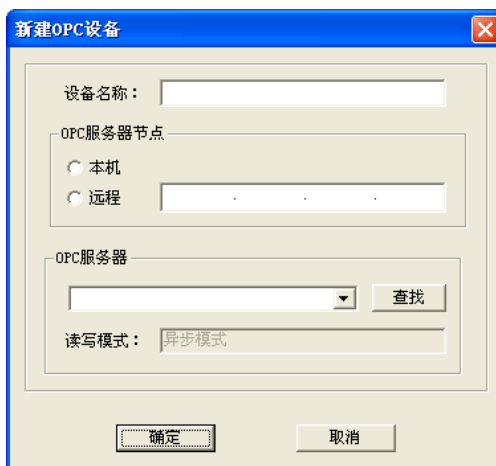 新建OPC设备
设备名称：
OPC服务器节点
本机
远程 . . .
OPC服务器
查找
读写模式： 异步模式
确定 取消